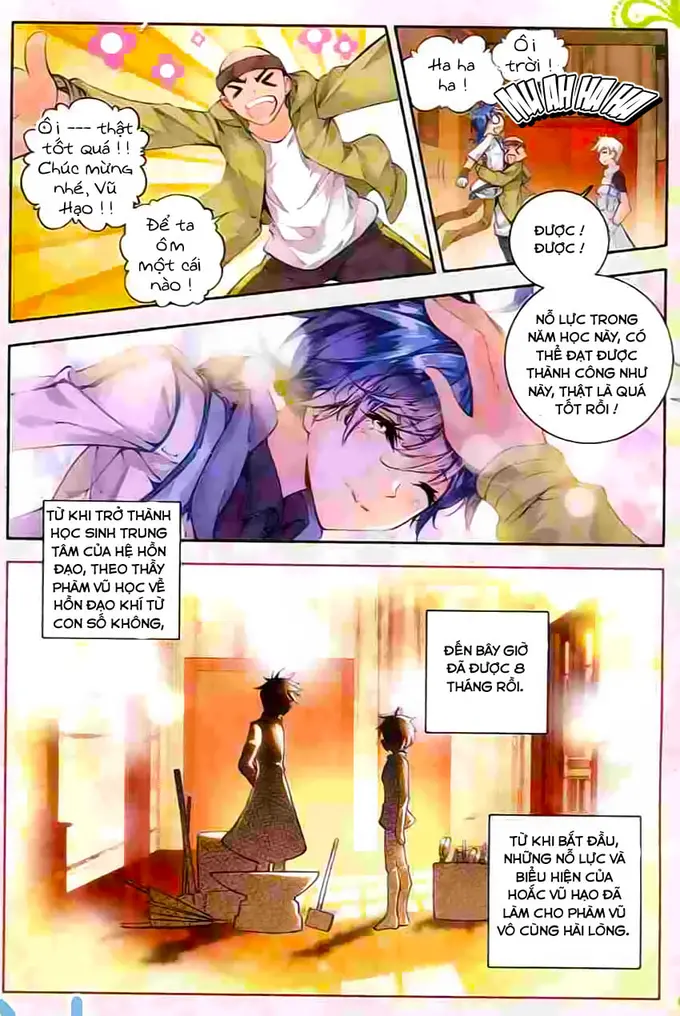 Ôi --- thật
tốt quá ! !
Chúc mừng
nhé, Vũ
Hạo ! !
Để ta
ôm
một cái
nào !
Ha ha
ha !
Ôi
trời !
MU AH HA HA
ĐƯỢC !
ĐƯỢC !
NỖ LỰC TRONG
NĂM HỌC NÀY, CÓ
THỂ ĐẠT ĐƯỢC
THÀNH CÔNG NHƯ
NÀY, THẬT LÀ QUÁ
TỐT RỒI !
TỪ KHI TRỞ THÀNH
HỌC SINH TRUNG
TÂM CỦA HỆ HỒN
ĐẠO, THEO THẦY
PHÀM VŨ HỌC VỀ
HỒN ĐẠO KHÍ TỪ
CON SỐ KHÔNG,
ĐẾN BÂY GIỜ
ĐÃ ĐƯỢC 8
THÁNG RỒI.
TỪ KHI BẮT ĐẦU,
NHỮNG NỖ LỰC VÀ
BIỂU HIỆN CỦA
HOẮC VŨ HẠO ĐÃ
LÀM CHO PHÀM VŨ
VÔ CÙNG HÀI LÒNG.